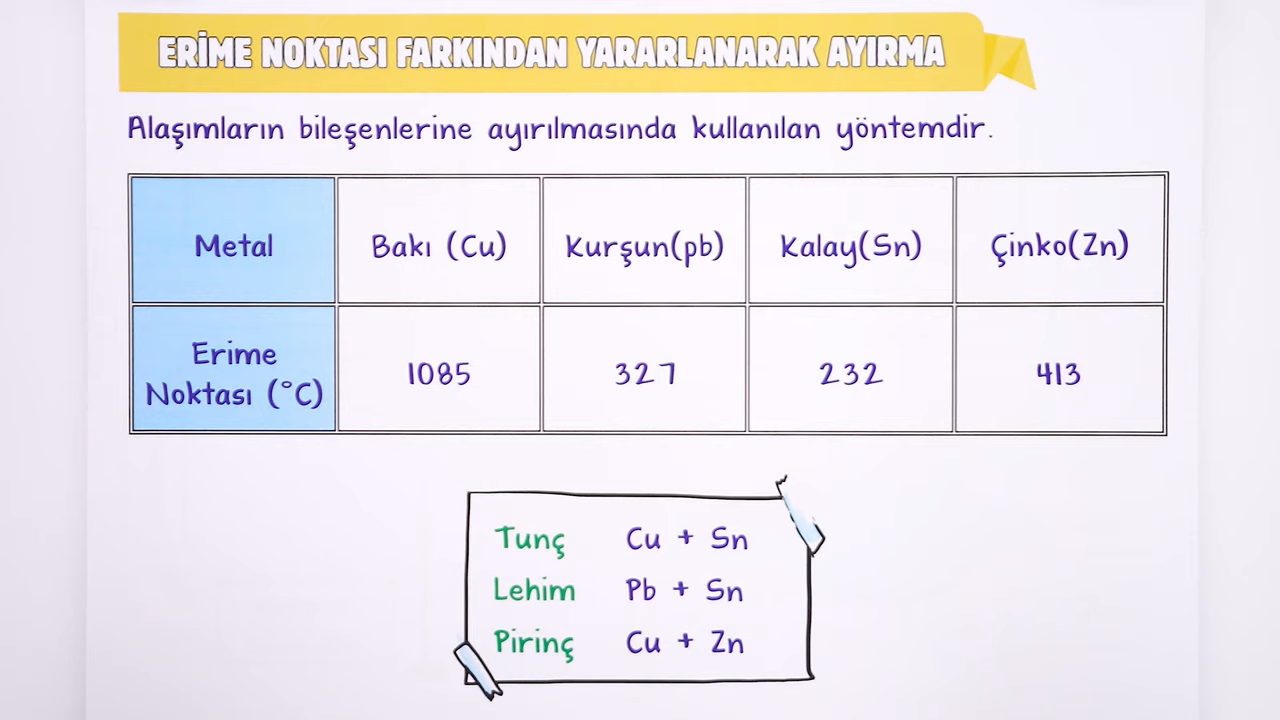 ERİME NOKTASI FARKINDAN YARARLANARAK AYIRMA
Alaşımların bileşenlerine ayırılmasında kullanılan yöntemdir.
Metal Bakı (Cu) Kurşun(pb) Kalay(Sn) Çinko(Zn)
Erime
Noktası (°C) 1085 327 232 413
Tunç Cu + Sn
Lehim Pb + Sn
Pirinç Cu + Zn